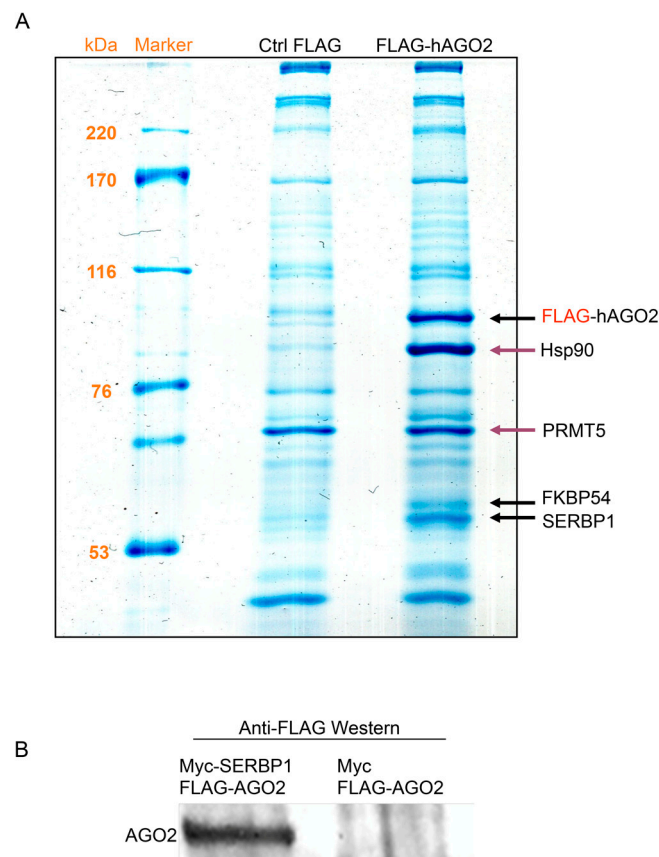 A
kDa Marker Ctrl FLAG FLAG-hAGO2
220
170
116
FLAG-hAGO2
Hsp90
76
PRMT5
FKBP54
SERBP1
53
Anti-FLAG Western
B
Myc-SERBP1 Myc
FLAG-AGO2 FLAG-AGO2
AGO2